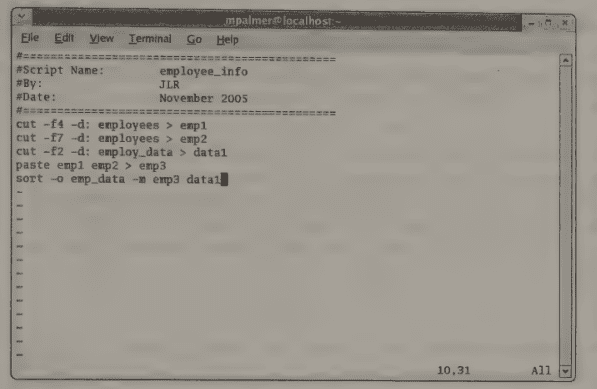 mpalmer@localhost:~
File Edit View Terminal Go Help
#=============================================
#Script Name: employee_info
#By: JLR
#Date: November 2005
#=============================================
cut -f4 -d: employees > emp1
cut -f7 -d: employees > emp2
cut -f2 -d: employ_data > data1
paste emp1 emp2 > emp3
sort -o emp_data -m emp3 data1
~
~
~
~
~
~
~
~
~
~
~
~
~
10,31 All